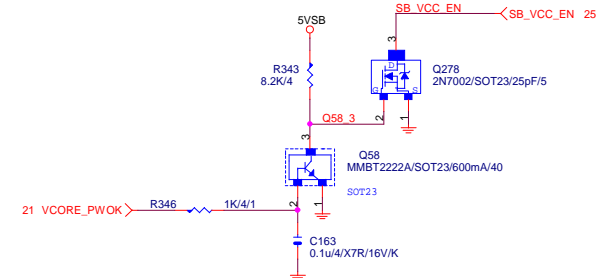 SB_VCC_EN
SB_VCC_EN 25
5VSB
3
R343
8.2K/4
D
G
S
Q278
2N7002/SOT23/25pF/5
Q58_3
2
1
3
Q58
MMBT2222A/SOT23/600mA/40
SOT23
21 VCORE_PWOK
R346
1K/4/1
2
1
C163
0.1u/4/X7R/16V/K